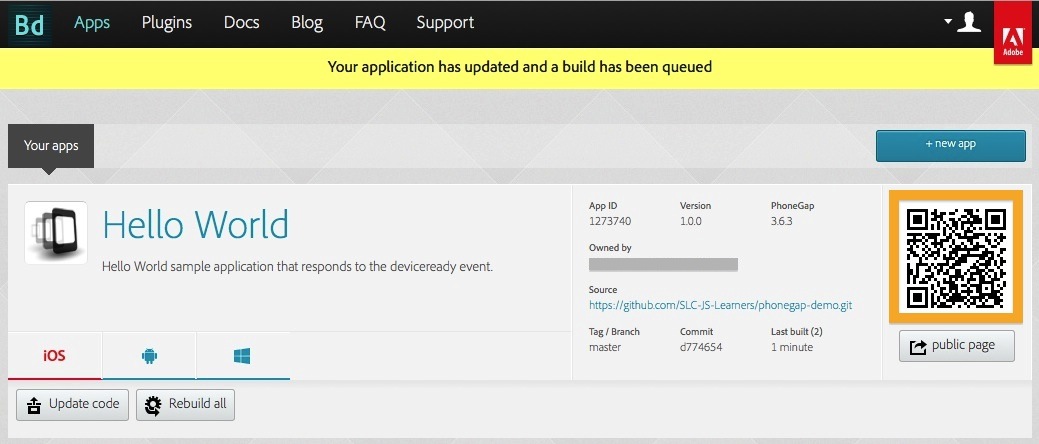 Bd Apps Plugins Docs Blog FAQ Support
Adobe
Your application has updated and a build has been queued
Your apps
+ new app
Hello World
Hello World sample application that responds to the deviceready event.
App ID Version PhoneGap
1273740 1.0.0 3.6.3
Owned by
Source
https://github.com/SLC-JS-Learners/phonegap-demo.git
Tag / Branch Commit Last built (2)
master d774654 1 minute
public page
iOS
Update code Rebuild all